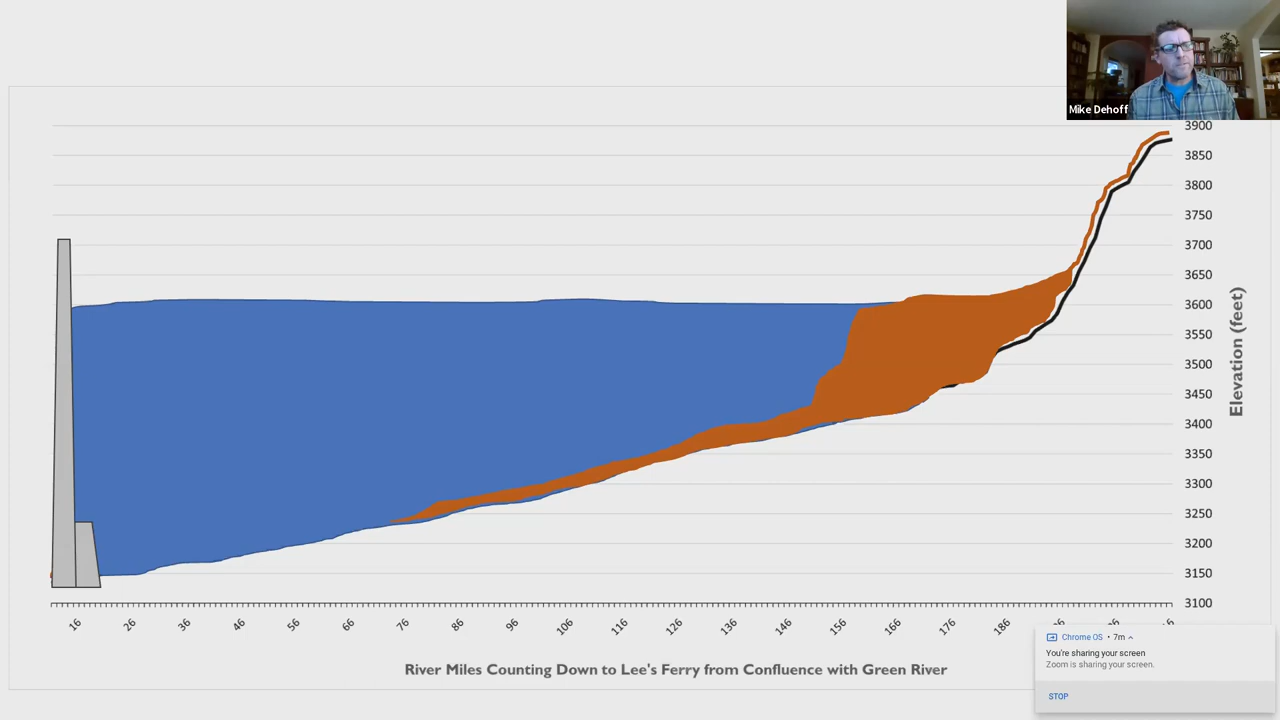 Mike Dehoff
3900
3850
3800
3750
3700
3650
3600
3550
3500
3450
3400
3350
3300
3250
3200
3150
3100
Elevation (feet)
16 26 36 46 56 66 76 86 96 106 116 126 136 146 156 166 176 186
River Miles Counting Down to Lee's Ferry from Confluence with Green River
Chrome OS • 7m
You're sharing your screen
Zoom is sharing your screen.
STOP